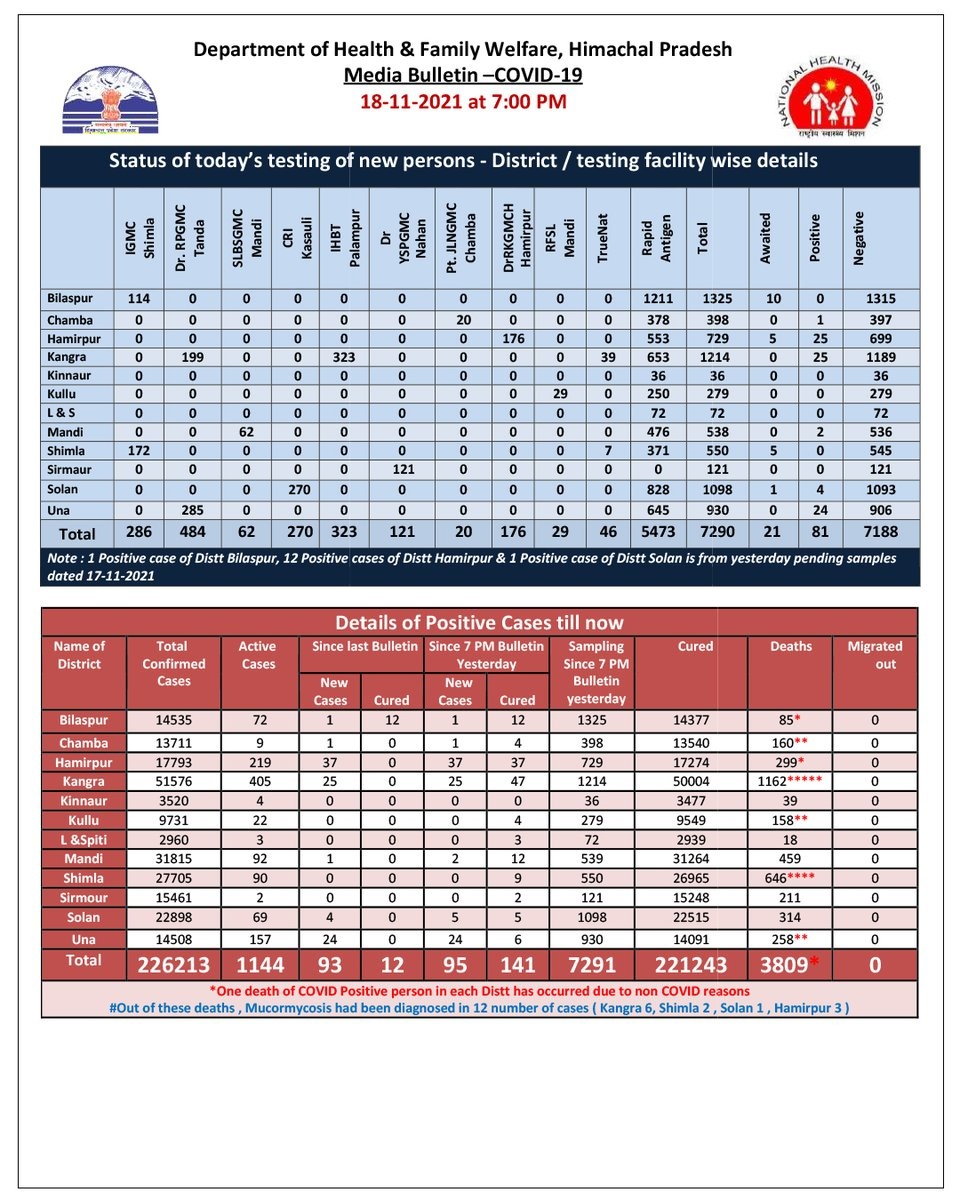 Department of Health & Family Welfare, Himachal Pradesh
Media Bulletin –COVID-19
18-11-2021 at 7:00 PM
NATIONAL HEALTH MISSION
राष्ट्रीय स्वास्थ्य मिशन
Status of today's testing of new persons - District / testing facility wise details
IGMC Shimla Dr. RPGMC Tanda SLBSGMC Mandi CRI Kasauli IHBT Palampur Dr YSPGMC Nahan Pt. JLNGMC Chamba DrRKGMCH Hamirpur RFSL Mandi TrueNat Rapid Antigen Total Awaited Positive Negative
Bilaspur 114 0 0 0 0 0 0 0 0 0 1211 1325 10 0 1315
Chamba 0 0 0 0 0 0 20 0 0 0 378 398 0 1 397
Hamirpur 0 0 0 0 0 0 0 176 0 0 553 729 5 25 699
Kangra 0 199 0 0 323 0 0 0 0 39 653 1214 0 25 1189
Kinnaur 0 0 0 0 0 0 0 0 0 0 36 36 0 0 36
Kullu 0 0 0 0 0 0 0 0 29 0 250 279 0 0 279
L & S 0 0 0 0 0 0 0 0 0 0 72 72 0 0 72
Mandi 0 0 62 0 0 0 0 0 0 0 476 538 0 2 536
Shimla 172 0 0 0 0 0 0 0 0 7 371 550 5 0 545
Sirmaur 0 0 0 0 0 121 0 0 0 0 0 121 0 0 121
Solan 0 0 0 270 0 0 0 0 0 0 828 1098 1 4 1093
Una 0 285 0 0 0 0 0 0 0 0 645 930 0 24 906
Total 286 484 62 270 323 121 20 176 29 46 5473 7290 21 81 7188
Note : 1 Positive case of Distt Bilaspur, 12 Positive cases of Distt Hamirpur & 1 Positive case of Distt Solan is from yesterday pending samples
dated 17-11-2021
Details of Positive Cases till now
Name of District Total Confirmed Cases Active Cases Since last Bulletin Since 7 PM Bulletin Yesterday Sampling Since 7 PM Bulletin yesterday Cured Deaths Migrated out
New Cases Cured New Cases Cured
Bilaspur 14535 72 1 12 1 12 1325 14377 85* 0
Chamba 13711 9 1 0 1 4 398 13540 160** 0
Hamirpur 17793 219 37 0 37 37 729 17274 299* 0
Kangra 51576 405 25 0 25 47 1214 50004 1162***** 0
Kinnaur 3520 4 0 0 0 0 36 3477 39 0
Kullu 9731 22 0 0 0 4 279 9549 158** 0
L &Spiti 2960 3 0 0 0 3 72 2939 18 0
Mandi 31815 92 1 0 2 12 539 31264 459 0
Shimla 27705 90 0 0 0 9 550 26965 646**** 0
Sirmour 15461 2 0 0 0 2 121 15248 211 0
Solan 22898 69 4 0 5 5 1098 22515 314 0
Una 14508 157 24 0 24 6 930 14091 258** 0
Total 226213 1144 93 12 95 141 7291 221243 3809* 0
*One death of COVID Positive person in each Distt has occurred due to non COVID reasons
#Out of these deaths , Mucormycosis had been diagnosed in 12 number of cases ( Kangra 6, Shimla 2 , Solan 1 , Hamirpur 3 )